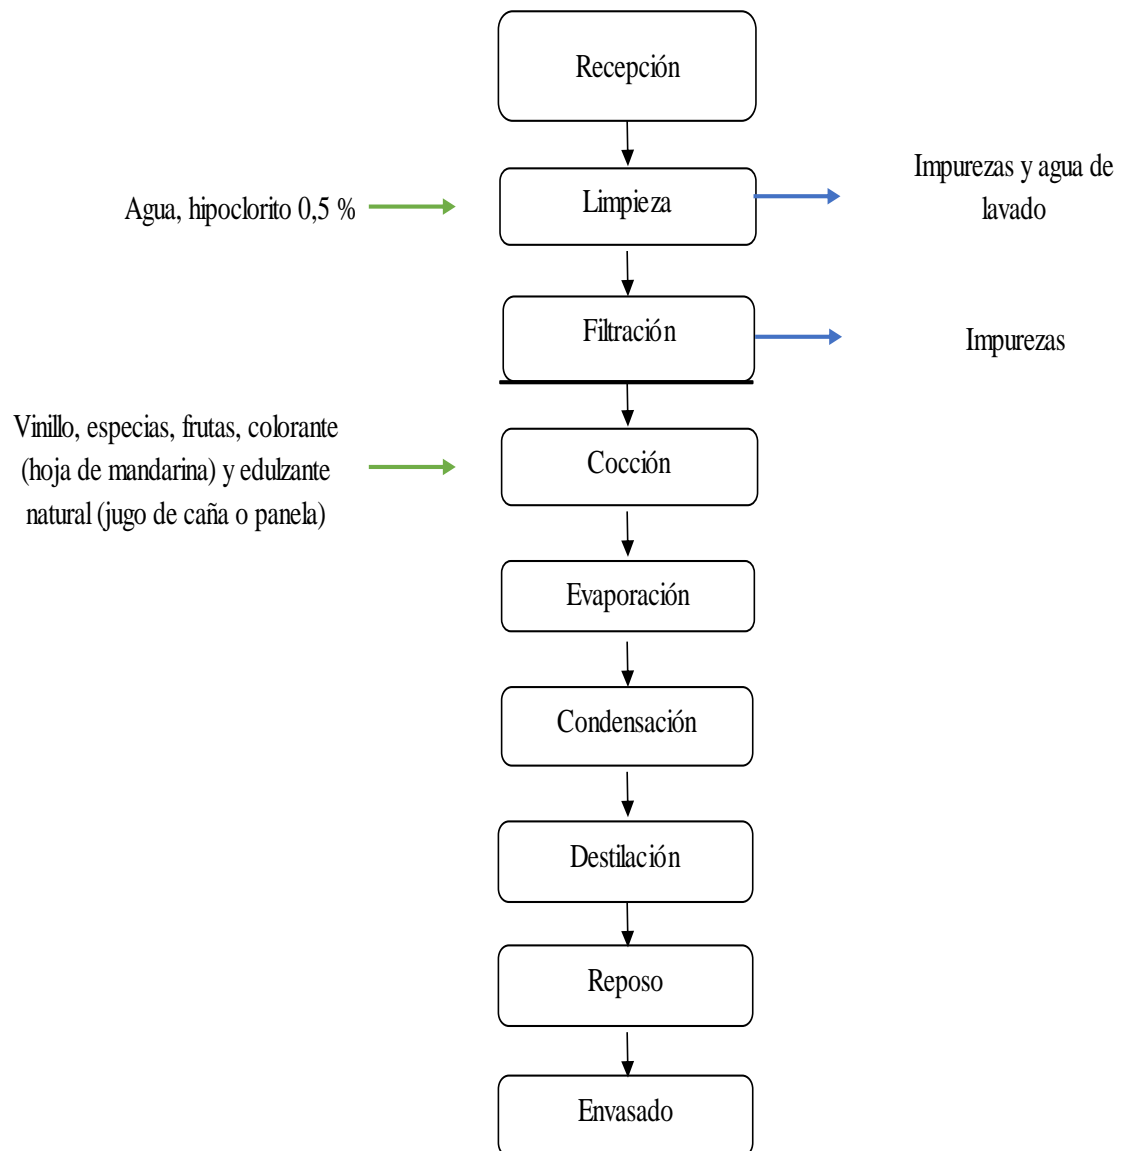 Recepción
Agua, hipoclorito 0,5 %
Limpieza
Impurezas y agua de
lavado
Filtración
Impurezas
Vinillo, especias, frutas, colorante
(hoja de mandarina) y edulzante
natural (jugo de caña o panela)
Cocción
Evaporación
Condensación
Destilación
Reposo
Envasado